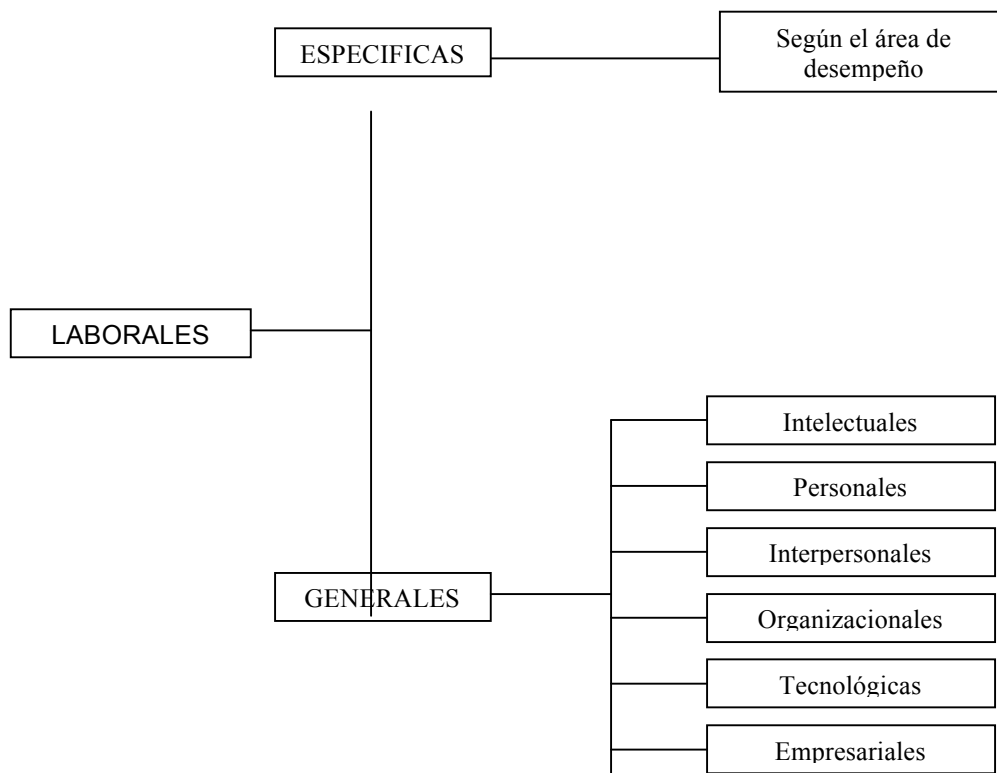 ESPECIFICAS
Según el área de
desempeño
LABORALES
Intelectuales
Personales
Interpersonales
GENERALES
Organizacionales
Tecnológicas
Empresariales